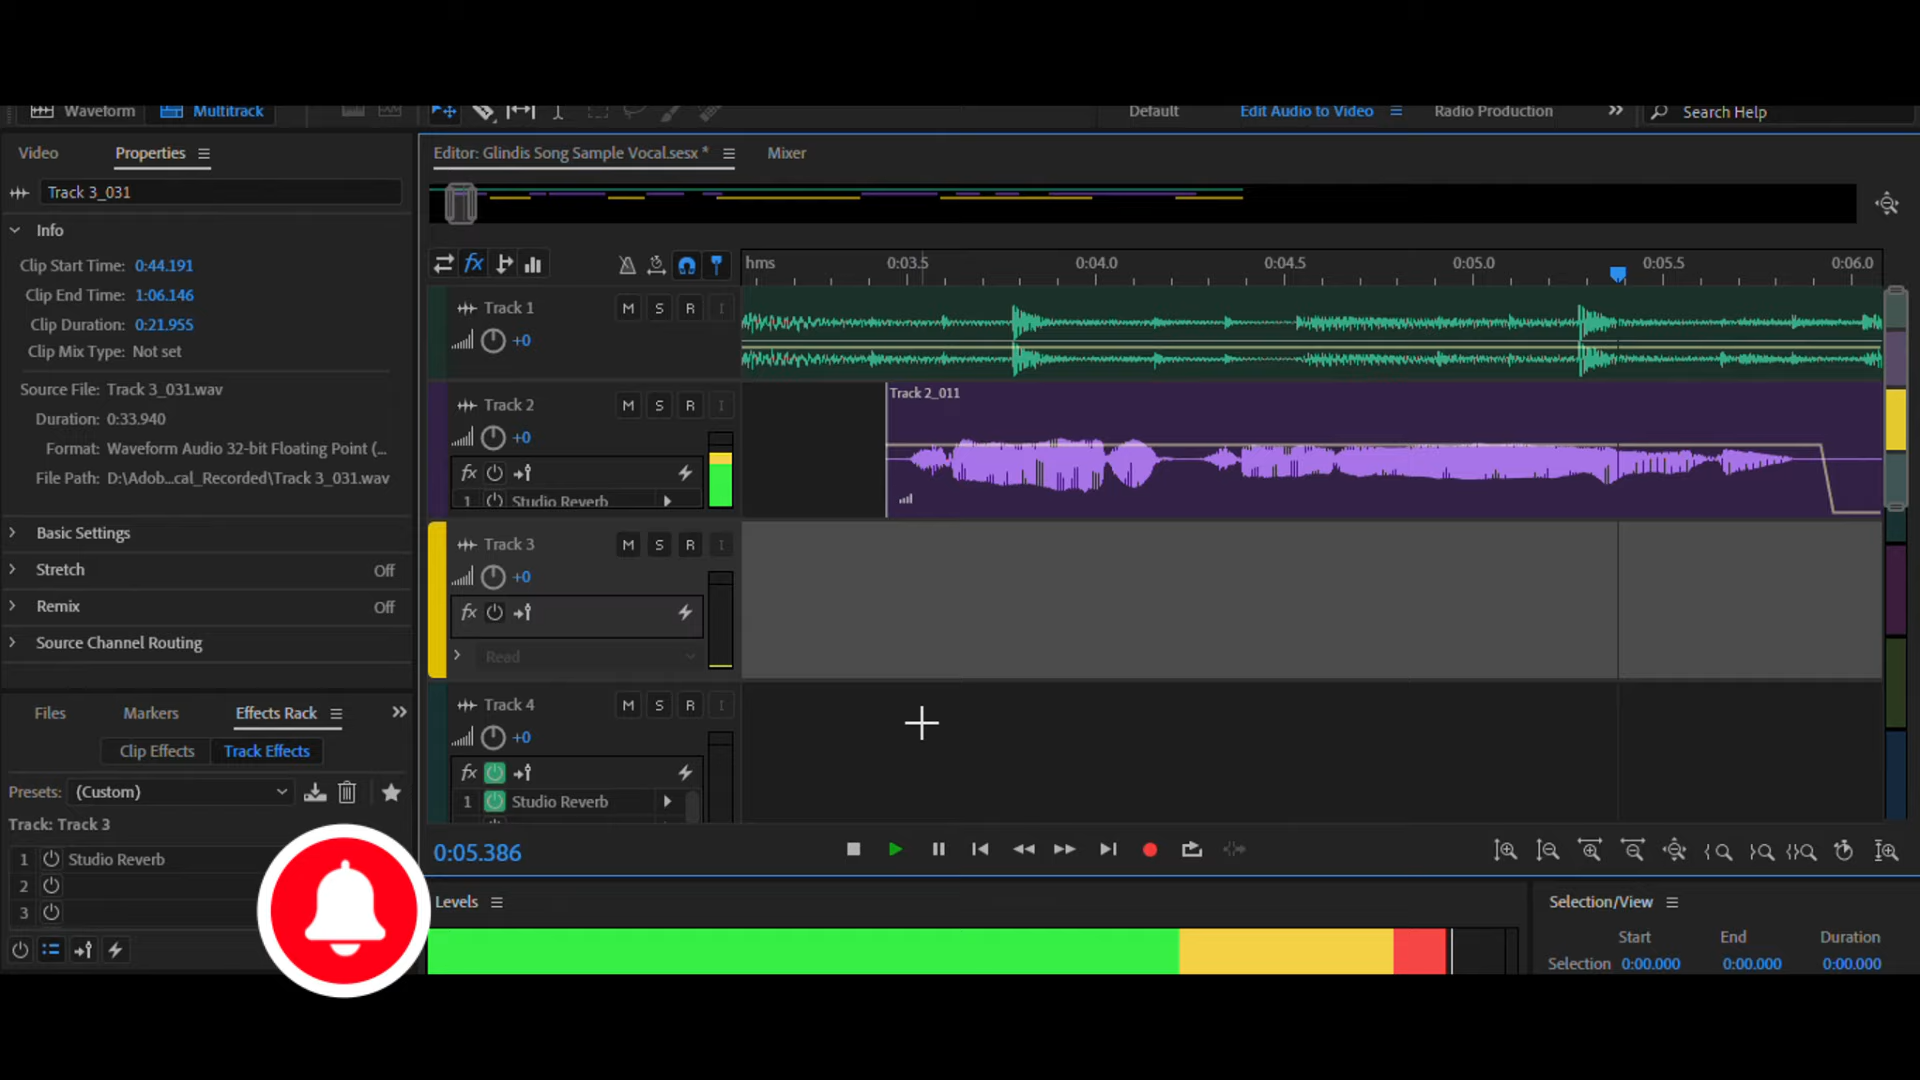 Waveform Multitrack Default Edit Audio to Video Radio Production Search Help
Video Properties
Track 3_031
Info
Clip Start Time: 0:44.191
Clip End Time: 1:06.146
Clip Duration: 0:21.955
Clip Mix Type: Not set
Source File: Track 3_031.wav
Duration: 0:33.940
Format: Waveform Audio 32-bit Floating Point (...
File Path: D:\Adob...cal_Recorded\Track 3_031.wav
Basic Settings
Stretch Off
Remix Off
Source Channel Routing
Files Markers Effects Rack
Clip Effects Track Effects
Presets: (Custom)
Track: Track 3
1 Studio Reverb
2
3
Editor: Glindis Song Sample Vocal.sesx * Mixer
fx
hms 0:03.5 0:04.0 0:04.5 0:05.0 0:05.5 0:06.0
Track 1 M S R I
+0
Track 2 M S R I
+0
fx
1 Studio Reverb
Track 2_011
Track 3 M S R I
+0
fx
Read
Track 4 M S R I
+0
fx
1 Studio Reverb
0:05.386
Levels
Selection/View
Start End Duration
Selection 0:00.000 0:00.000 0:00.000